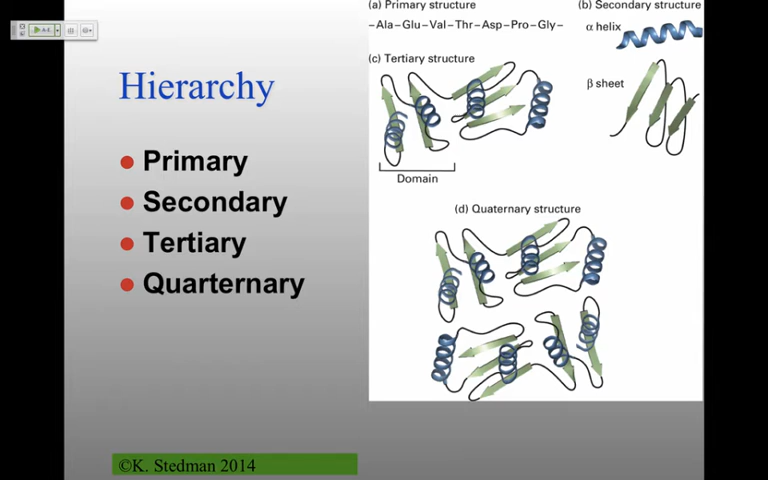 (a) Primary structure
(b) Secondary structure
–Ala–Glu–Val–Thr–Asp–Pro–Gly–
α helix
(c) Tertiary structure
Hierarchy
β sheet
Primary
Domain
Secondary
(d) Quaternary structure
Tertiary
Quarternary
©K. Stedman 2014